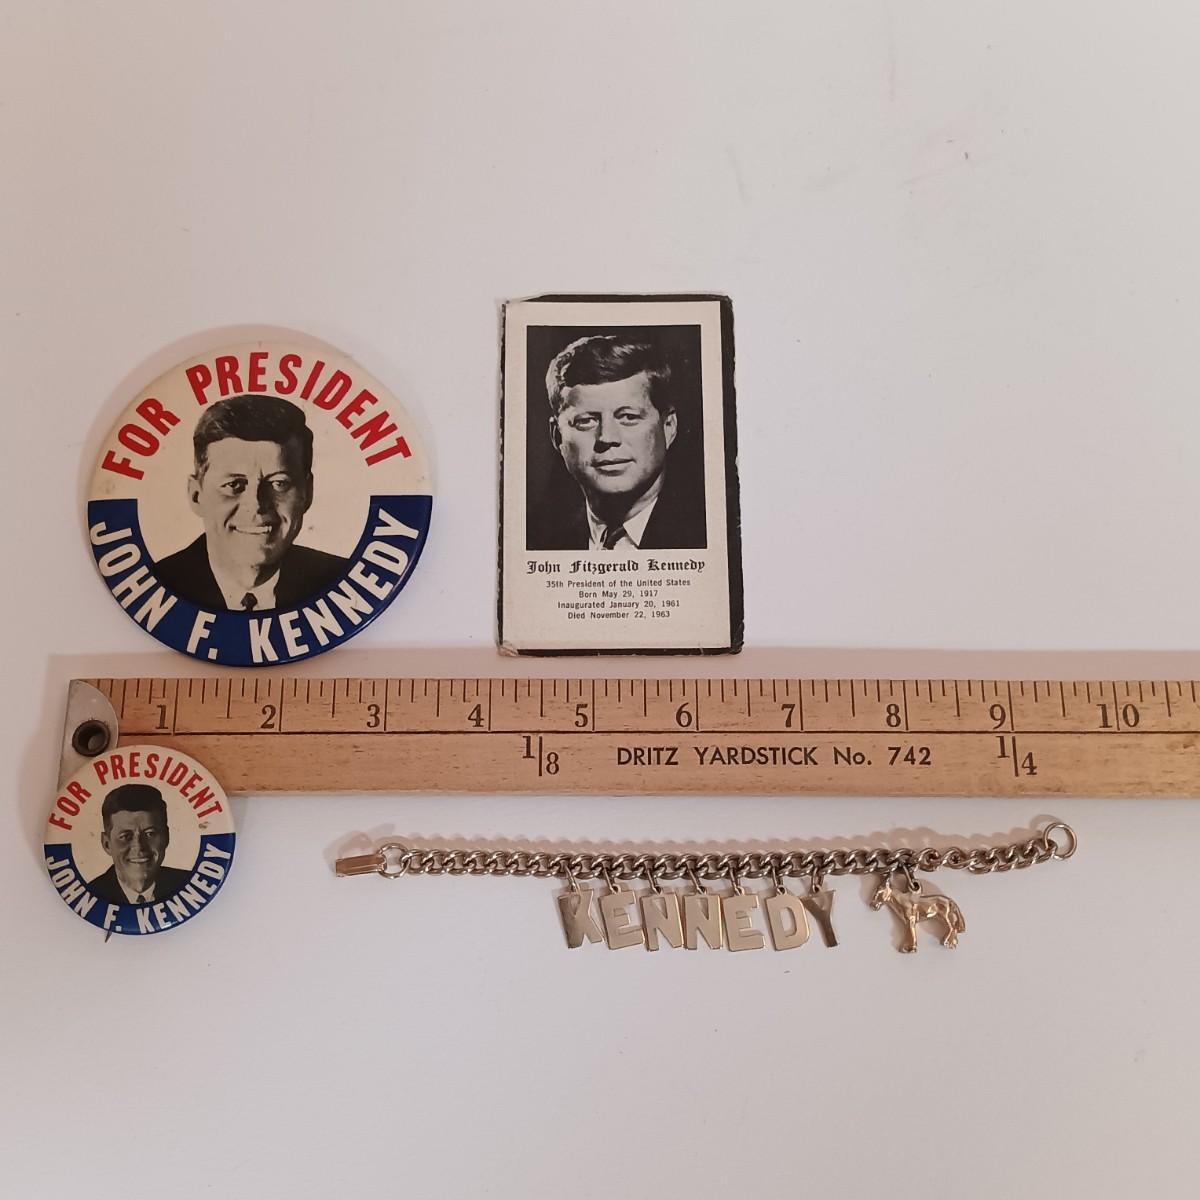 FOR PRESIDENT
JOHN F. KENNEDY
John Fitzgerald Kennedy
35th President of the United States
Born May 29, 1917
Inaugurated January 20, 1961
Died November 22, 1963
1 2 3 4 5 6 7 8 9 10
1/8 DRITZ YARDSTICK No. 742 1/4
FOR PRESIDENT
JOHN F. KENNEDY
KENNEDY